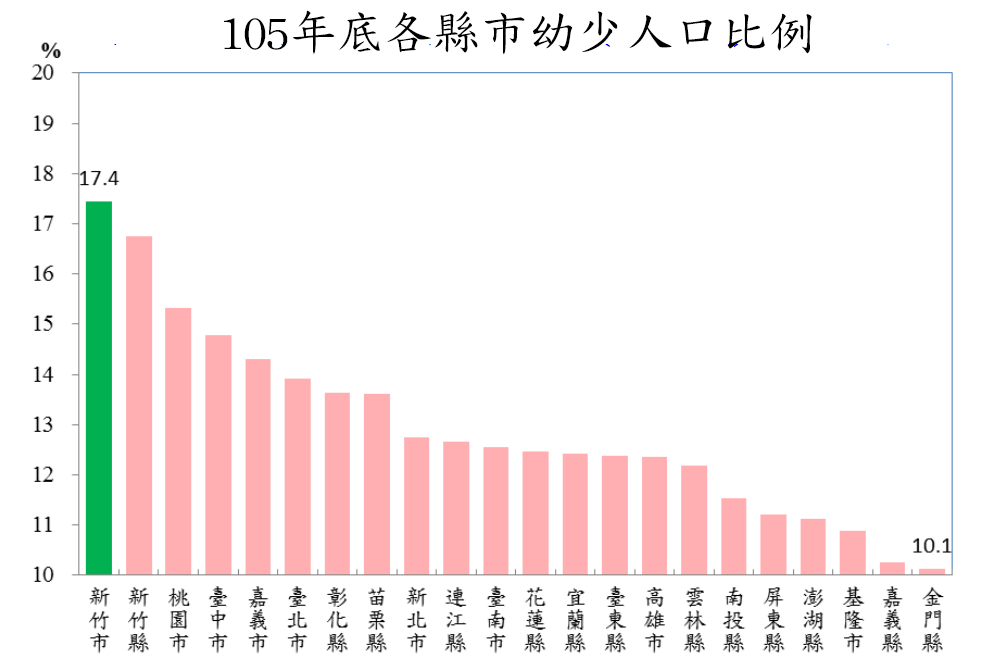 105年底各縣市幼少人口比例
%
20
19
18
17
16
15
14
13
12
11
10
17.4
10.1
新竹市
新竹縣
桃園市
臺中市
嘉義市
臺北市
彰化縣
苗栗縣
新北市
連江縣
臺南市
花蓮縣
宜蘭縣
臺東縣
高雄市
雲林縣
南投縣
屏東縣
澎湖縣
基隆市
嘉義縣
金門縣